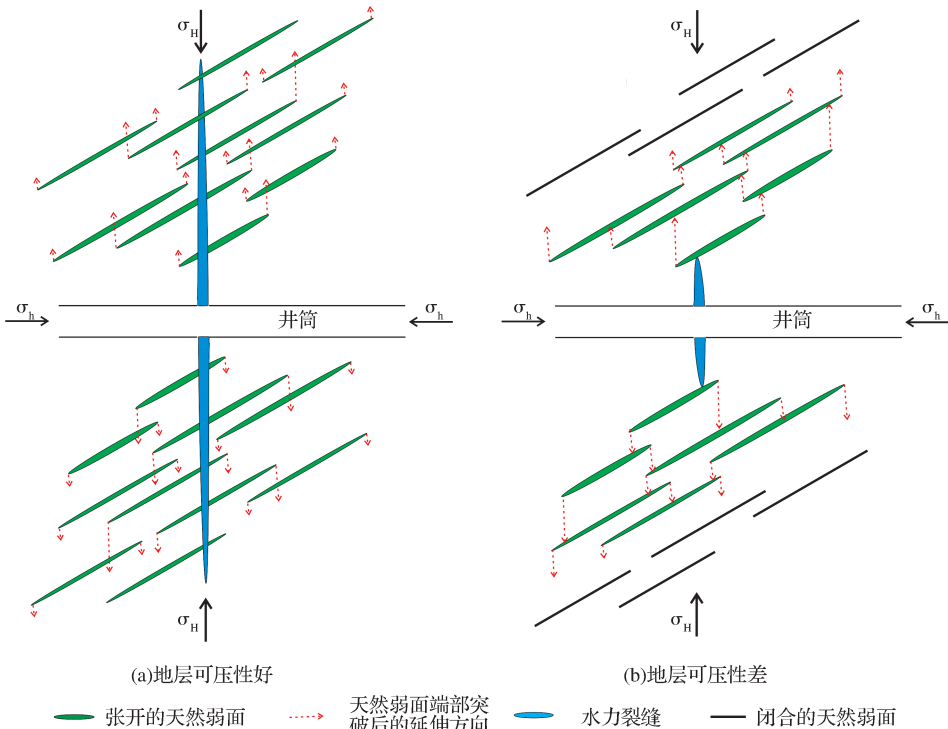 σH
σH
σh
井筒
σh
σh
井筒
σh
σH
σH
(a)地层可压性好
(b)地层可压性差
张开的天然弱面
天然弱面端部突
破后的延伸方向
水力裂缝
闭合的天然弱面